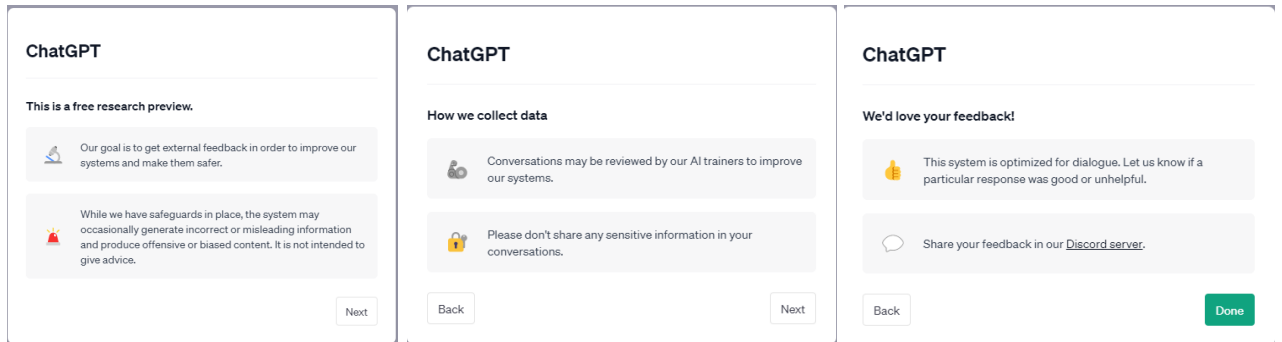 ChatGPT
This is a free research preview.
Our goal is to get external feedback in order to improve our
systems and make them safer.
While we have safeguards in place, the system may
occasionally generate incorrect or misleading information
and produce offensive or biased content. It is not intended to
give advice.
Next
ChatGPT
How we collect data
Conversations may be reviewed by our AI trainers to improve
our systems.
Please don't share any sensitive information in your
conversations.
Back
Next
ChatGPT
We'd love your feedback!
This system is optimized for dialogue. Let us know if a
particular response was good or unhelpful.
Share your feedback in our Discord server.
Back
Done